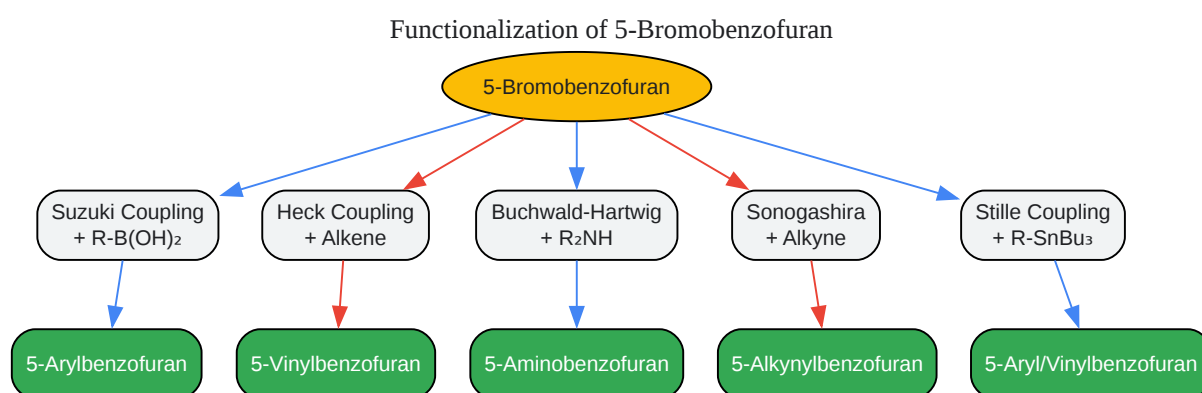 Functionalization of 5-Bromobenzofuran
5-Bromobenzofuran
Suzuki Coupling
+ R-B(OH)₂
Heck Coupling
+ Alkene
Buchwald-Hartwig
+ R₂NH
Sonogashira
+ Alkyne
Stille Coupling
+ R-SnBu₃
5-Arylbenzofuran
5-Vinylbenzofuran
5-Aminobenzofuran
5-Alkynylbenzofuran
5-Aryl/Vinylbenzofuran